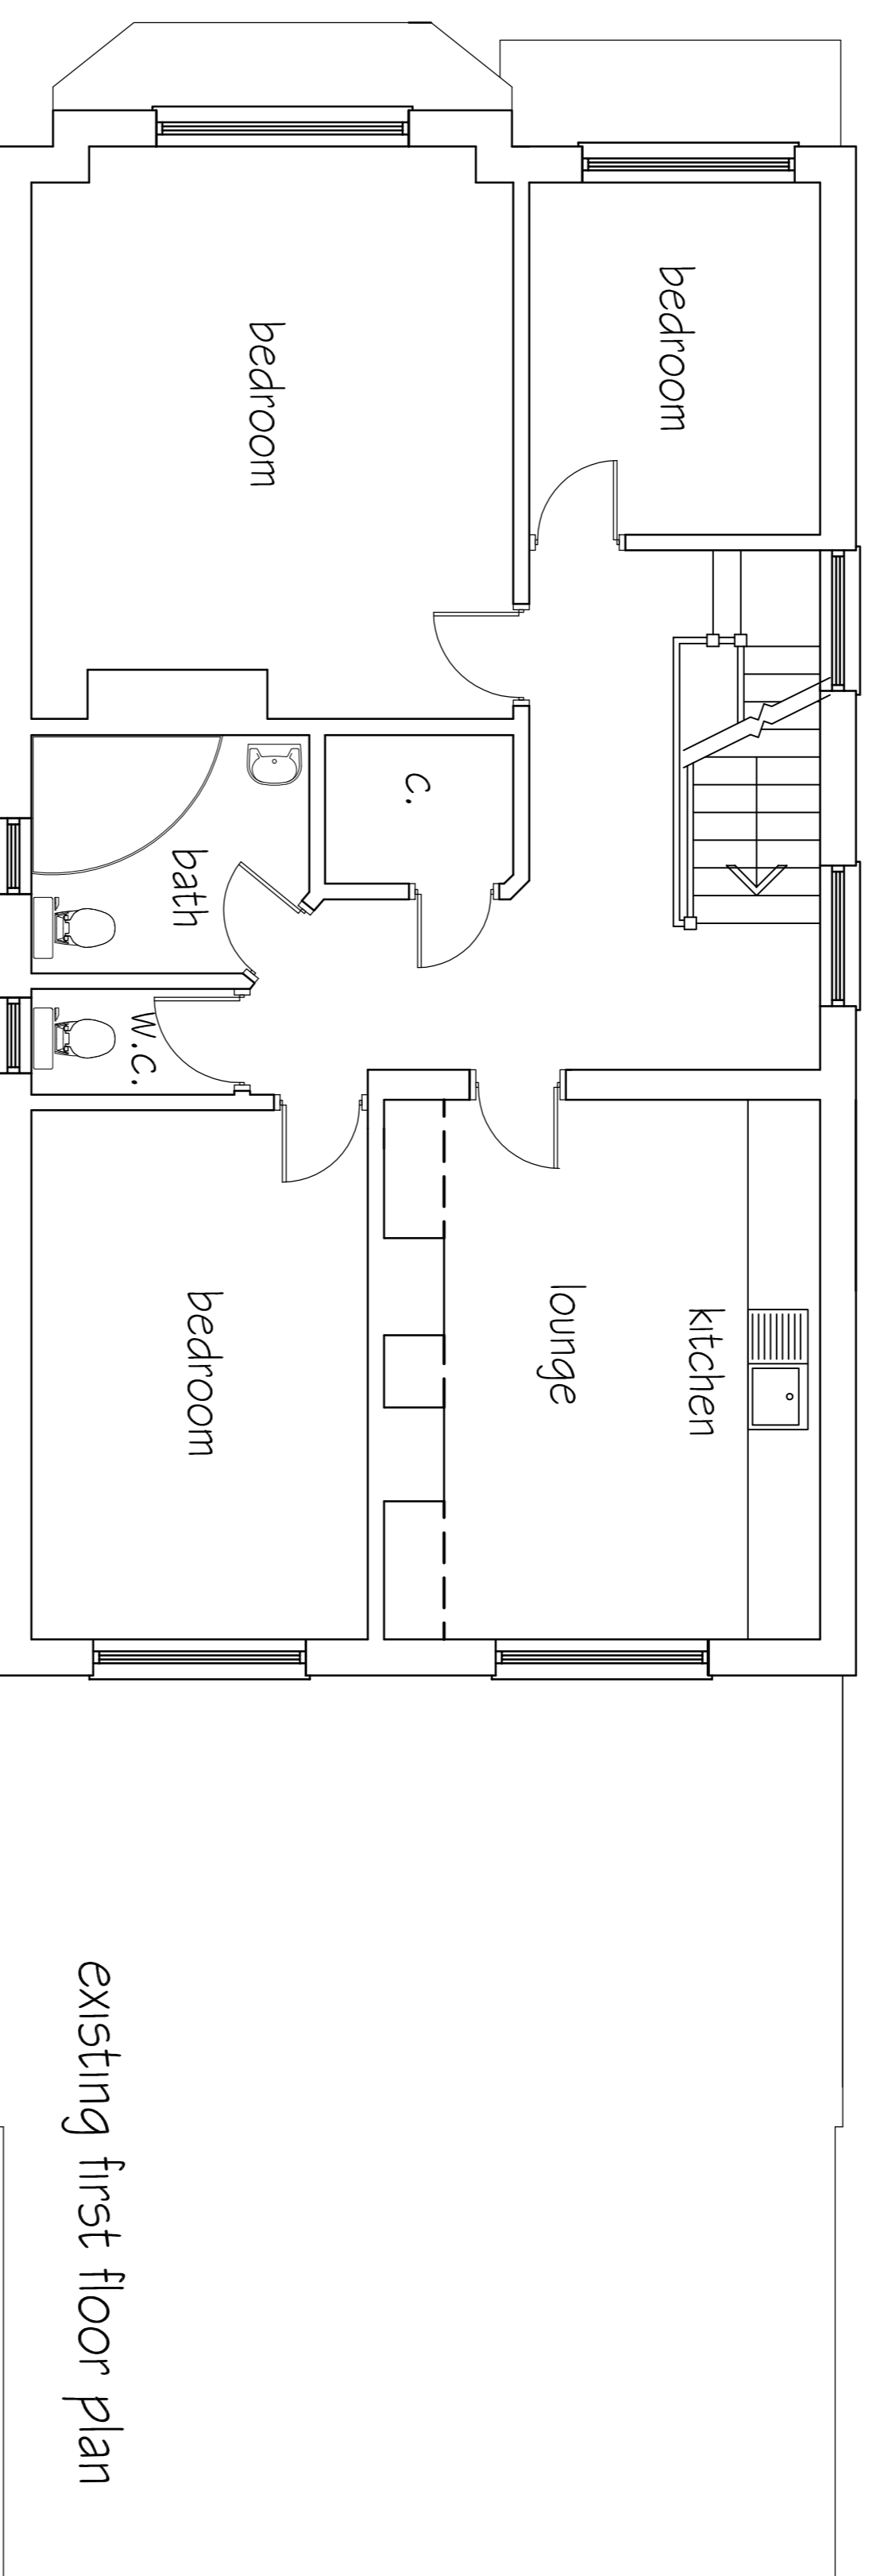 bedroom
bedroom
c.
bath
w.c.
kitchen
lounge
bedroom
existing first floor plan